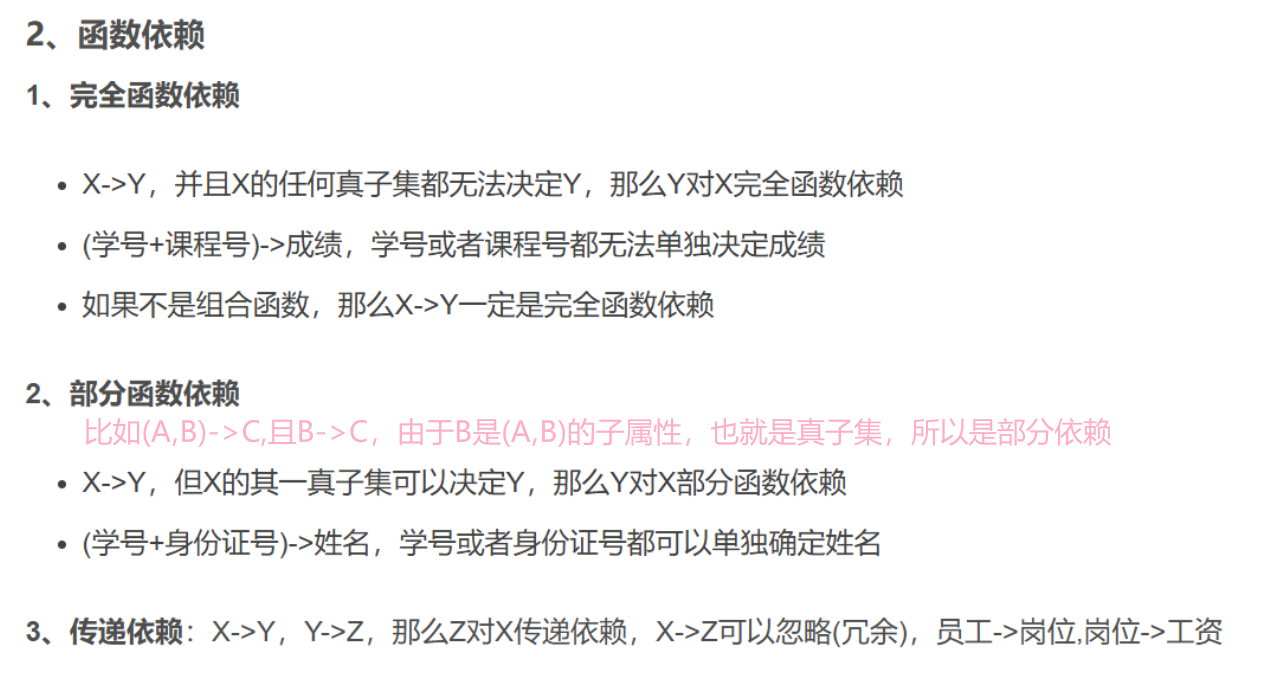 2、函数依赖
1、完全函数依赖
X->Y，并且X的任何真子集都无法决定Y，那么Y对X完全函数依赖
(学号+课程号)->成绩，学号或者课程号都无法单独决定成绩
如果不是组合函数，那么X->Y一定是完全函数依赖
2、部分函数依赖
比如(A,B)->C,且B->C，由于B是(A,B)的子属性，也就是真子集，所以是部分依赖
X->Y，但X的其一真子集可以决定Y，那么Y对X部分函数依赖
(学号+身份证号)->姓名，学号或者身份证号都可以单独确定姓名
3、传递依赖：X->Y，Y->Z，那么Z对X传递依赖，X->Z可以忽略(冗余)，员工->岗位,岗位->工资